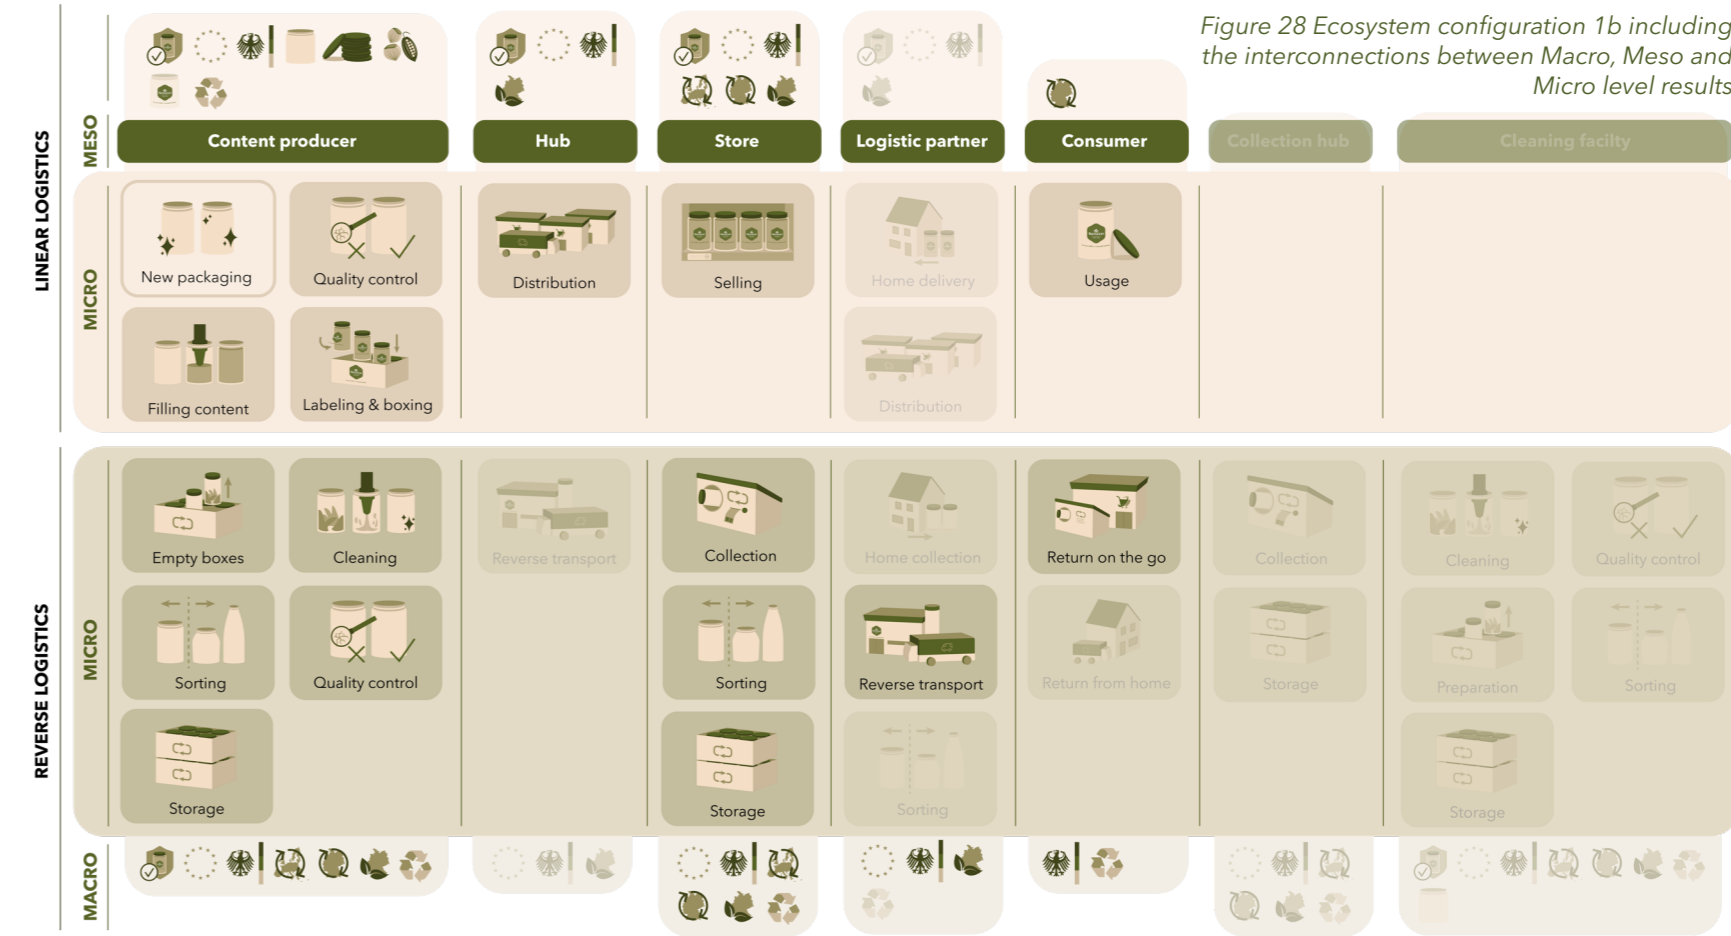 Figure 28 Ecosystem configuration 1b including
the interconnections between Macro, Meso and
Micro level results
LINEAR LOGISTICS
MESO
Content producer
Hub
Store
Logistic partner
Consumer
Collection hub
Cleaning facilty
MICRO
New packaging
Quality control
Distribution
Selling
Home delivery
Usage
Filling content
Labeling & boxing
Distribution
REVERSE LOGISTICS
MICRO
Empty boxes
Cleaning
Reverse transport
Collection
Home collection
Return on the go
Collection
Cleaning
Quality control
Sorting
Quality control
Sorting
Reverse transport
Return from home
Storage
Preparation
Sorting
Storage
Storage
Sorting
Storage
MACRO